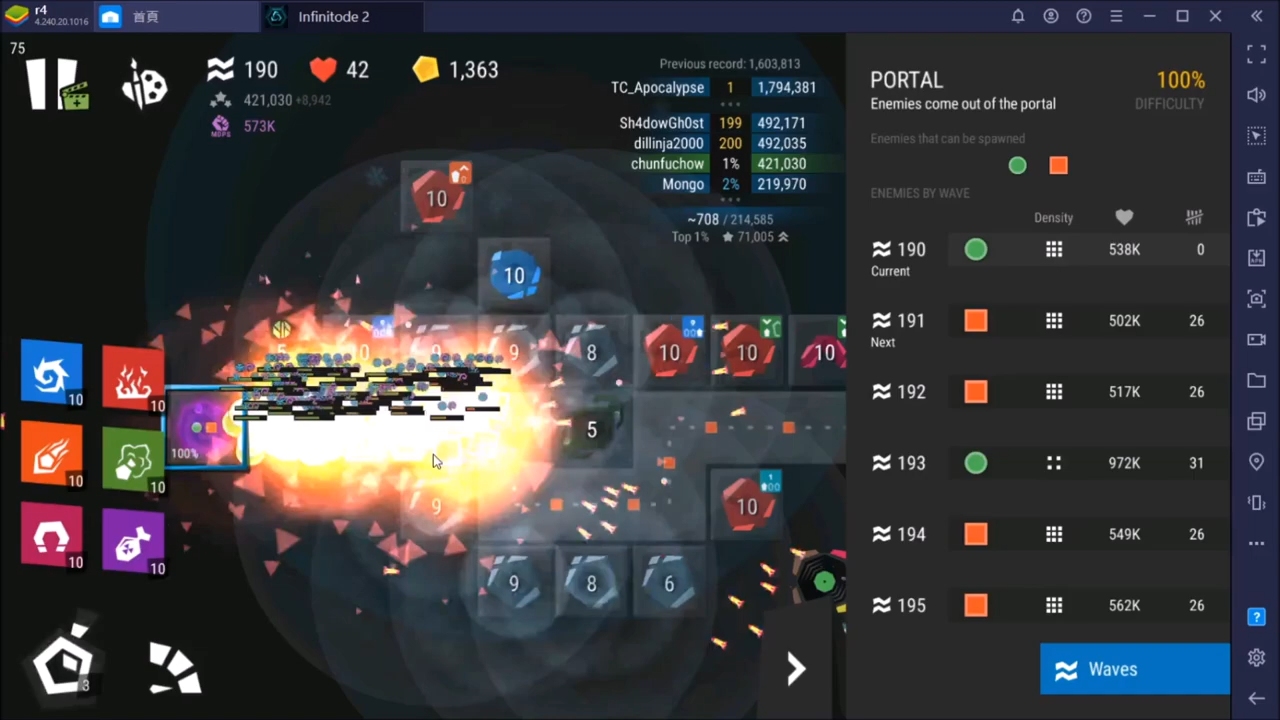 r4
4.240.20.1016
首頁
Infinitode 2
75
190
42
1,363
421,030 +8,942
MDPS
573K
Previous record: 1,603,813
TC_Apocalypse 1 1,794,381
Sh4dowGh0st 199 492,171
dillinja2000 200 492,035
chunfuchow 1% 421,030
Mongo 2% 219,970
~708 / 214,585
Top 1% 71,005
10
10
9
9
8
10
10
10
5
100%
9
10
9
8
6
10
10
10
10
10
10
3
PORTAL
100%
Enemies come out of the portal
DIFFICULTY
Enemies that can be spawned
ENEMIES BY WAVE
Density
190 538K 0
Current
191 502K 26
Next
192 517K 26
193 972K 31
194 549K 26
195 562K 26
Waves